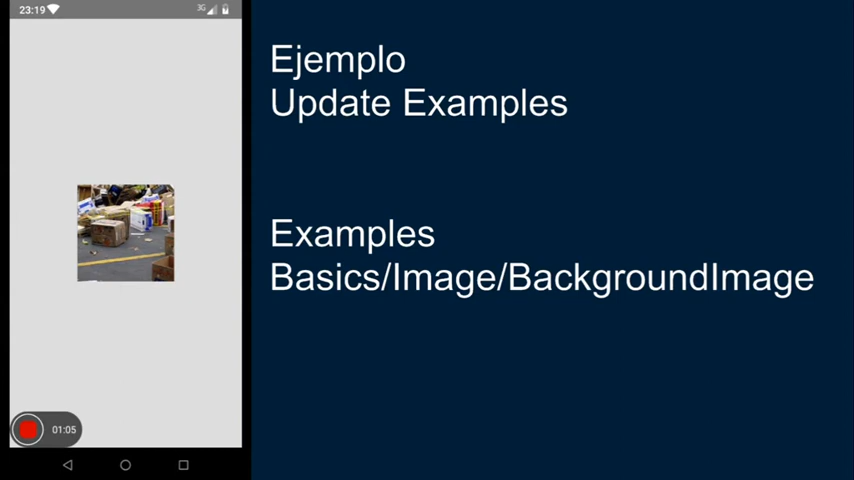 23:19
3G
Ejemplo
Update Examples
Examples
Basics/Image/BackgroundImage
01:05